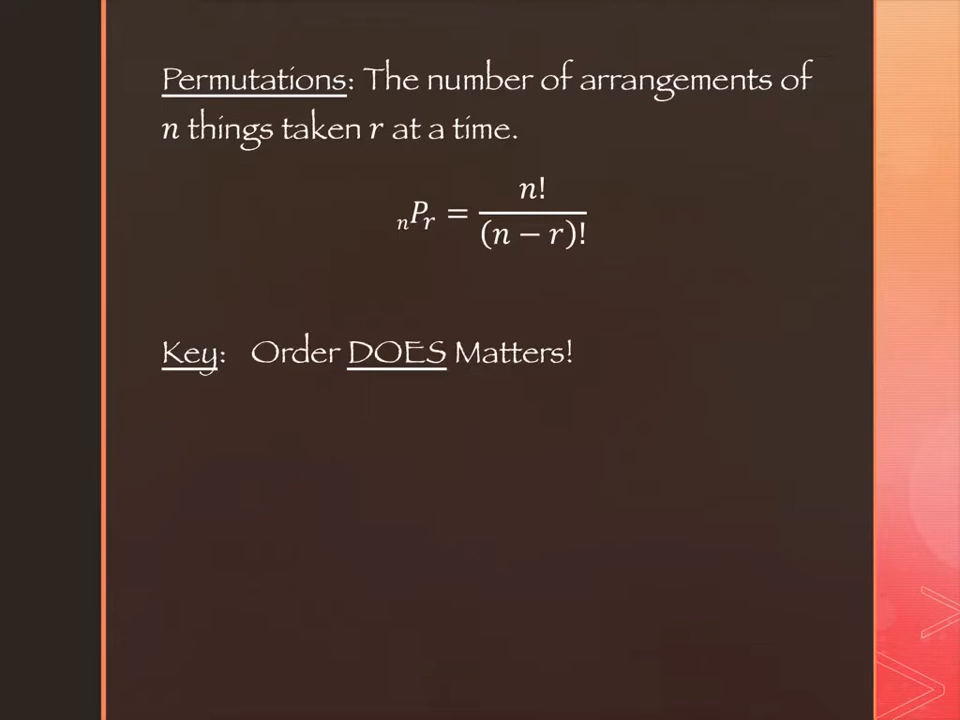 Permutations: The number of arrangements of
n things taken r at a time.
ₙPᵣ = n! / (n − r)!
Key: Order DOES Matters!